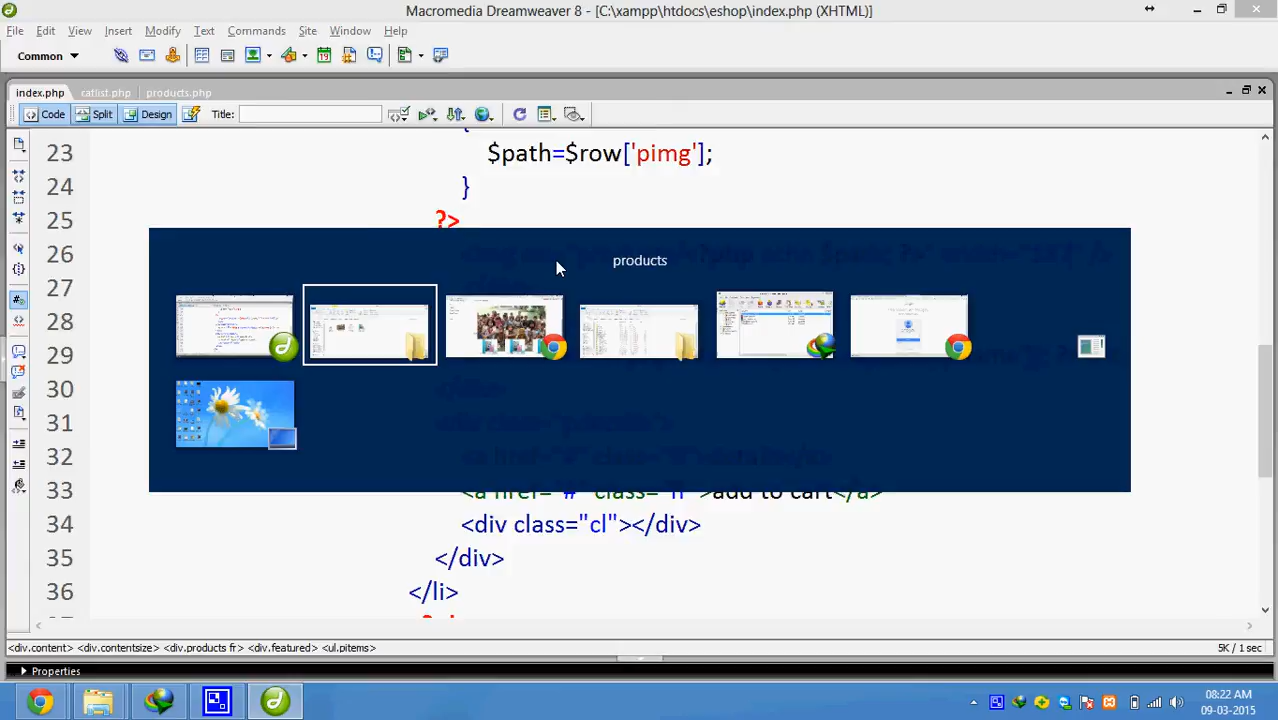 Macromedia Dreamweaver 8 - [C:\xampp\htdocs\eshop\index.php (XHTML)]
File Edit View Insert Modify Text Commands Site Window Help
Common
index.php catlist.php products.php
Code Split Design Title:
23 $path=$row['pimg'];
24 }
25 ?>
products
26
27
28
29
30
31
32
33 <a href="#" class="fl">add to cart</a>
34 <div class="cl"></div>
35 </div>
36 </li>
37
<div.content> <div.contentsize> <div.products fr> <div.featured> <ul.pitems> 5K / 1 sec
Properties
08:22 AM
09-03-2015